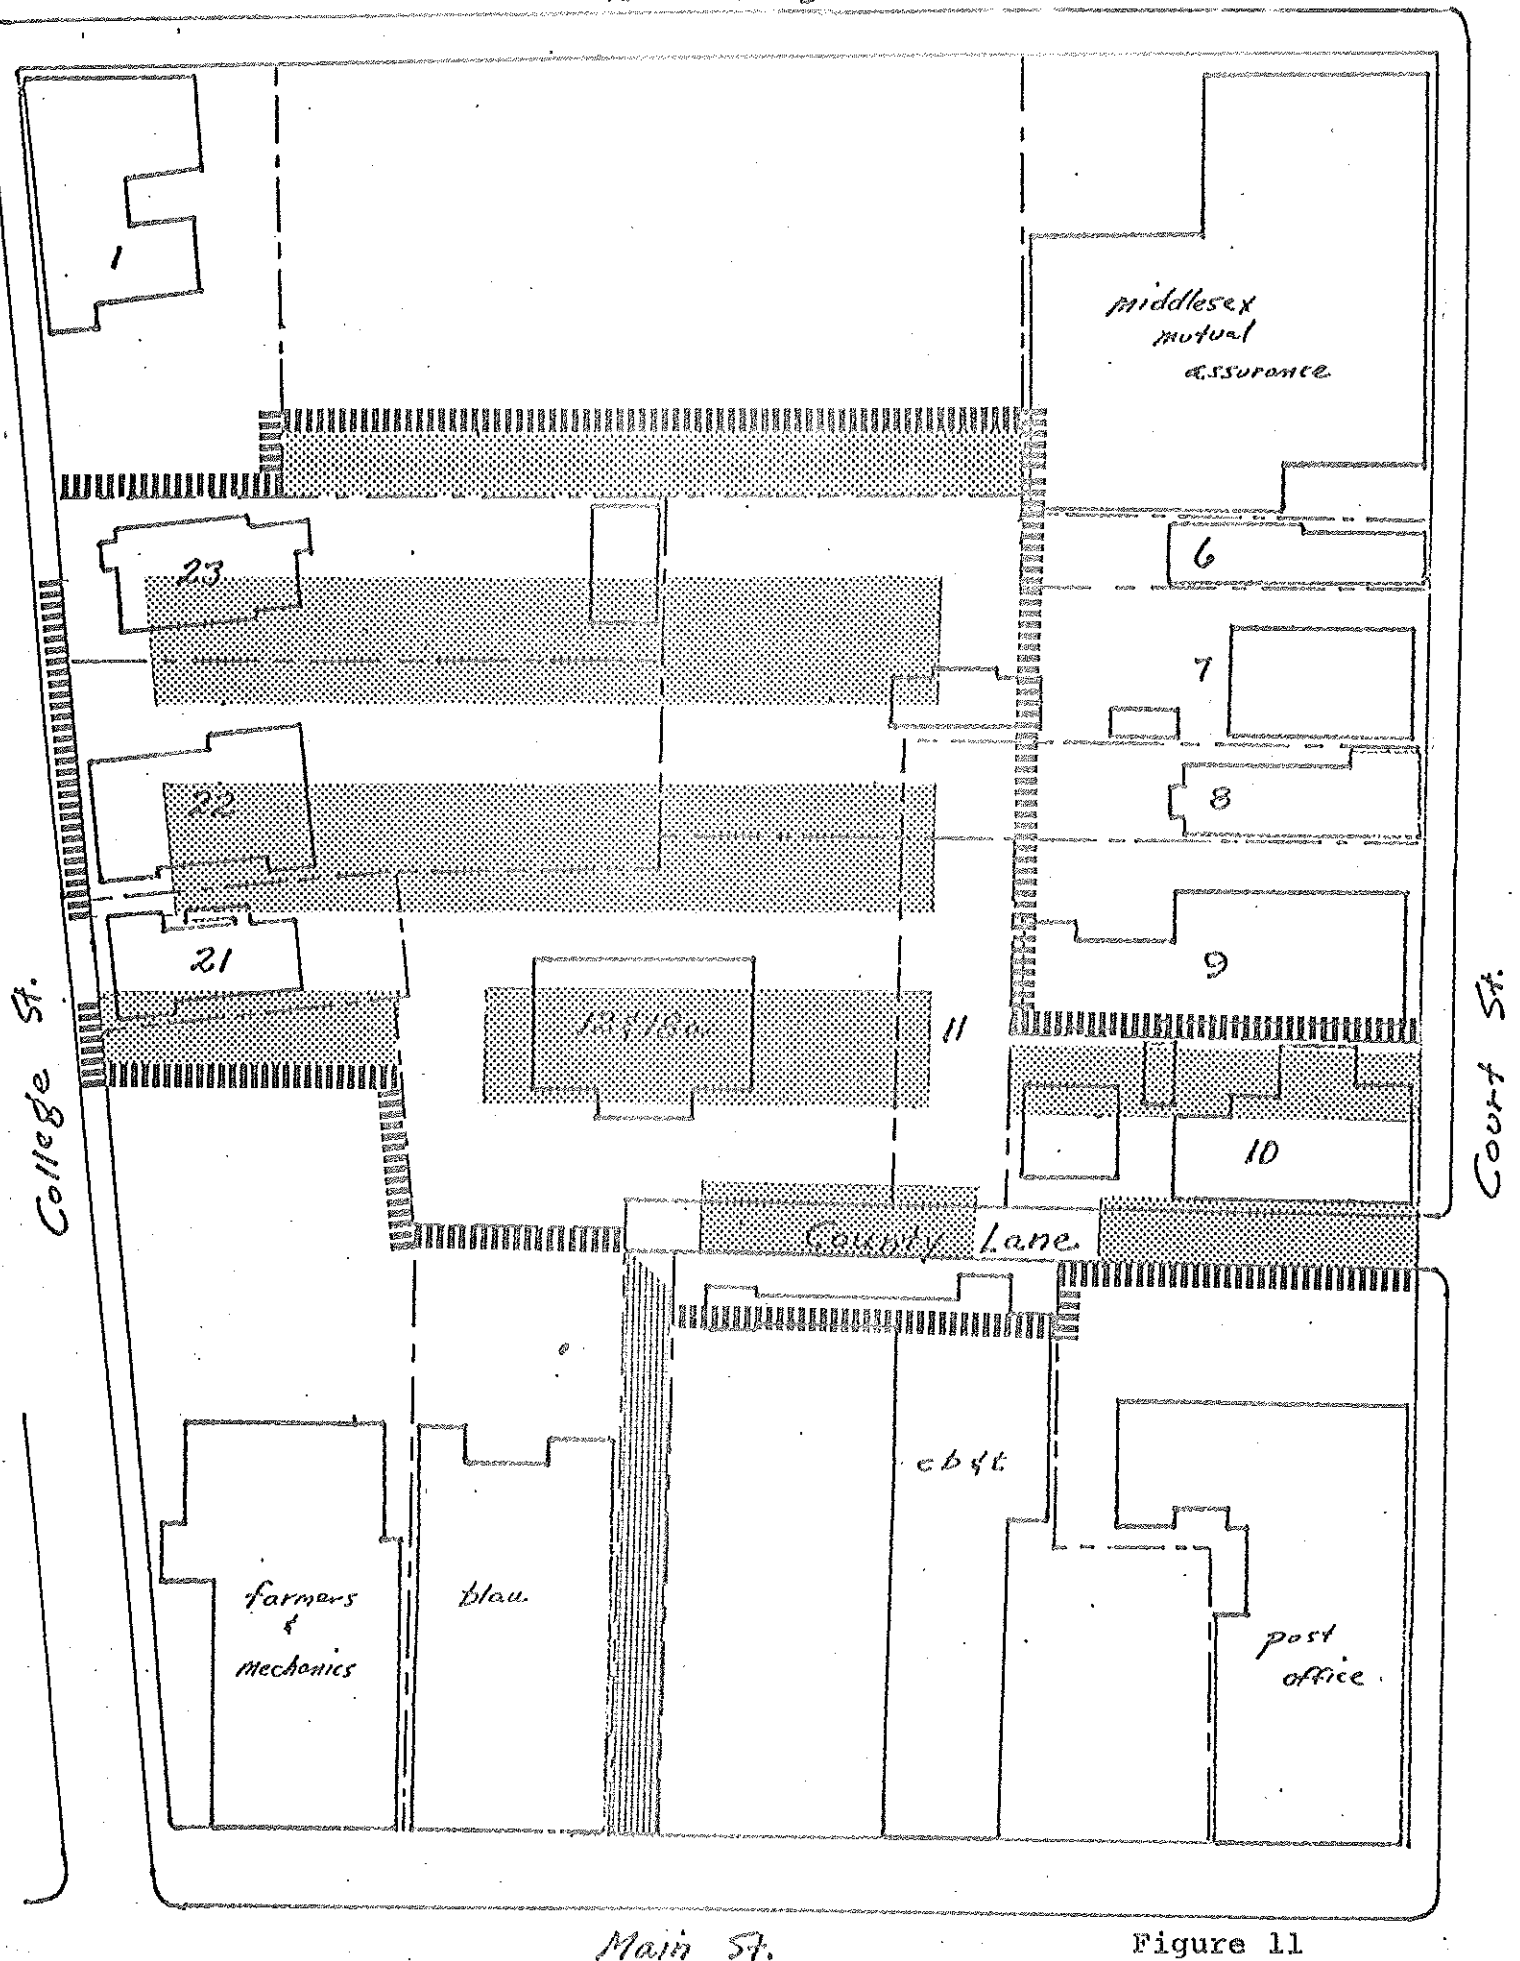 1
middlesex
mutual
assurance
23
6
7
22
8
21
9
11
10
College St.
Court St.
County Lane
cb&t
farmers
&
mechanics
blau
post
office
Main St.
Figure 11